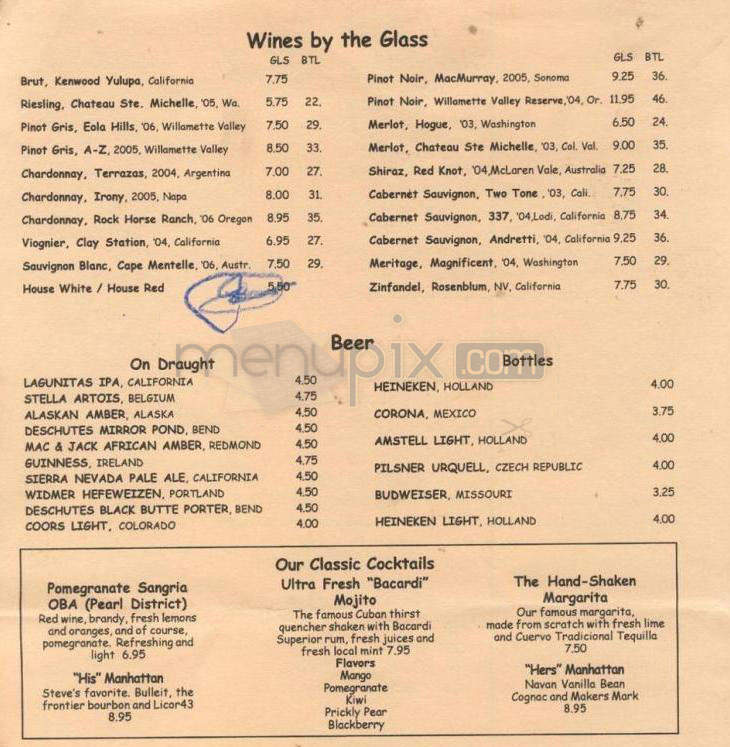 Wines by the Glass
GLS BTL
Brut, Kenwood Yulupa, California 7.75
Riesling, Chateau Ste. Michelle, '05, Wa. 5.75 22.
Pinot Gris, Eola Hills, '06, Willamette Valley 7.50 29.
Pinot Gris, A-Z, 2005, Willamette Valley 8.50 33.
Chardonnay, Terrazas, 2004, Argentina 7.00 27.
Chardonnay, Irony, 2005, Napa 8.00 31.
Chardonnay, Rock Horse Ranch, '06 Oregon 8.95 35.
Viognier, Clay Station, '04, California 6.95 27.
Sauvignon Blanc, Cape Mentelle, '06, Austr. 7.50 29.
House White / House Red 5.50
GLS BTL
Pinot Noir, MacMurray, 2005, Sonoma 9.25 36.
Pinot Noir, Willamette Valley Reserve,'04, Or. 11.95 46.
Merlot, Hogue, '03, Washington 6.50 24.
Merlot, Chateau Ste Michelle, '03, Col. Val. 9.00 35.
Shiraz, Red Knot, '04,McLaren Vale, Australia 7.25 28.
Cabernet Sauvignon, Two Tone , '03, Cali. 7.75 30.
Cabernet Sauvignon, 337, '04,Lodi, California 8.75 34.
Cabernet Sauvignon, Andretti, '04, California 9.25 36.
Meritage, Magnificent, '04, Washington 7.50 29.
Zinfandel, Rosenblum, NV, California 7.75 30.
Beer
menupix.com
On Draught
LAGUNITAS IPA, CALIFORNIA 4.50
STELLA ARTOIS, BELGIUM 4.75
ALASKAN AMBER, ALASKA 4.50
DESCHUTES MIRROR POND, BEND 4.50
MAC & JACK AFRICAN AMBER, REDMOND 4.50
GUINNESS, IRELAND 4.75
SIERRA NEVADA PALE ALE, CALIFORNIA 4.50
WIDMER HEFEWEIZEN, PORTLAND 4.50
DESCHUTES BLACK BUTTE PORTER, BEND 4.50
COORS LIGHT, COLORADO 4.00
Bottles
HEINEKEN, HOLLAND 4.00
CORONA, MEXICO 3.75
AMSTELL LIGHT, HOLLAND 4.00
PILSNER URQUELL, CZECH REPUBLIC 4.00
BUDWEISER, MISSOURI 3.25
HEINEKEN LIGHT, HOLLAND 4.00
Our Classic Cocktails
Pomegranate Sangria
OBA (Pearl District)
Red wine, brandy, fresh lemons
and oranges, and of course,
pomegranate. Refreshing and
light 6.95
"His" Manhattan
Steve's favorite. Bulleit, the
frontier bourbon and Licor43
8.95
Ultra Fresh "Bacardi"
Mojito
The famous Cuban thirst
quencher shaken with Bacardi
Superior rum, fresh juices and
fresh local mint 7.95
Flavors
Mango
Pomegranate
Kiwi
Prickly Pear
Blackberry
The Hand-Shaken
Margarita
Our famous margarita,
made from scratch with fresh lime
and Cuervo Tradicional Tequilla
7.50
"Hers" Manhattan
Navan Vanilla Bean
Cognac and Makers Mark
8.95